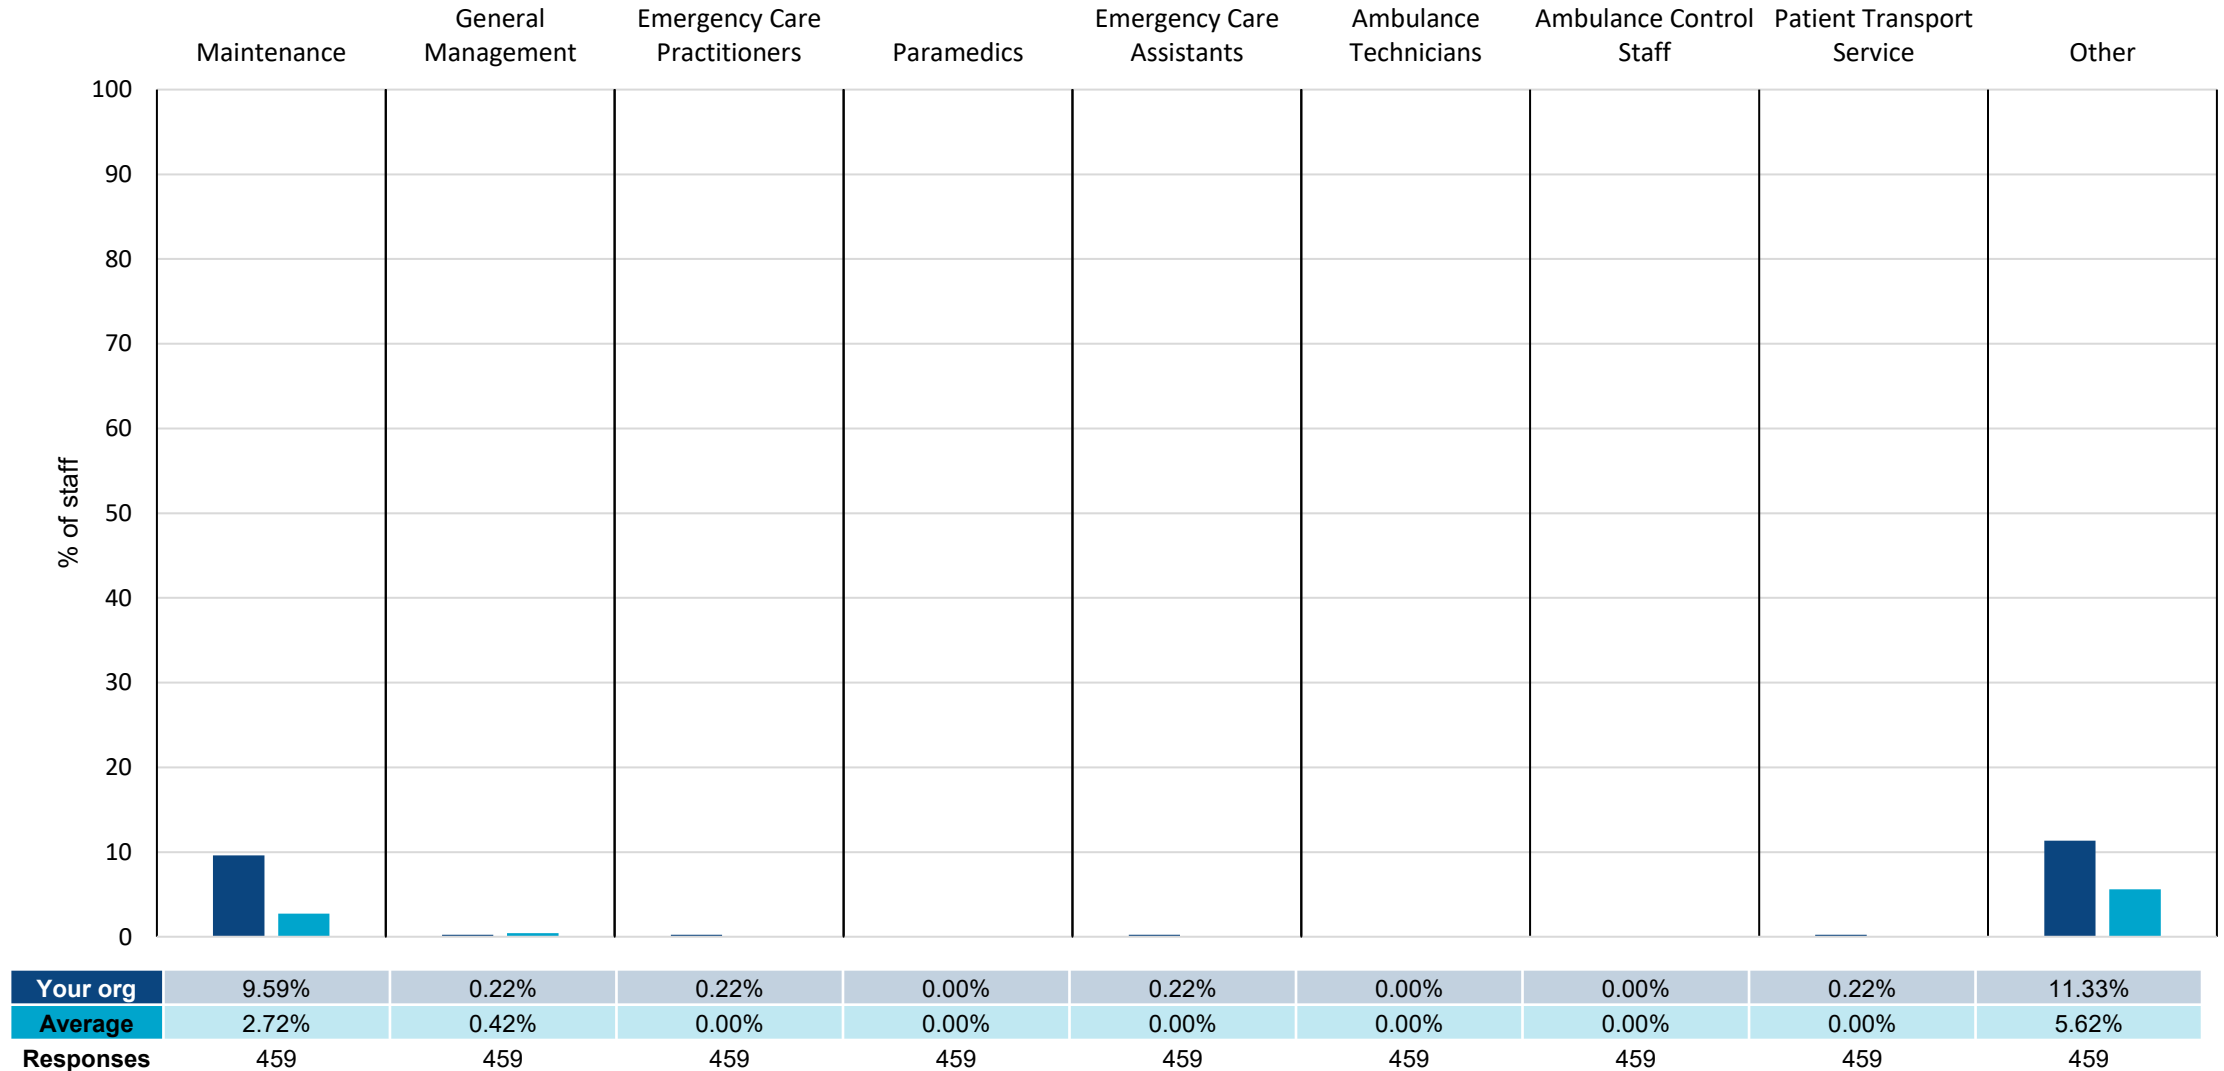 Maintenance
General
Management
Emergency Care
Practitioners
Paramedics
Emergency Care
Assistants
Ambulance
Technicians
Ambulance Control
Staff
Patient Transport
Service
Other
% of staff
100
90
80
70
60
50
40
30
20
10
0
Your org 9.59% 0.22% 0.22% 0.00% 0.22% 0.00% 0.00% 0.22% 11.33%
Average 2.72% 0.42% 0.00% 0.00% 0.00% 0.00% 0.00% 0.00% 5.62%
Responses 459 459 459 459 459 459 459 459 459